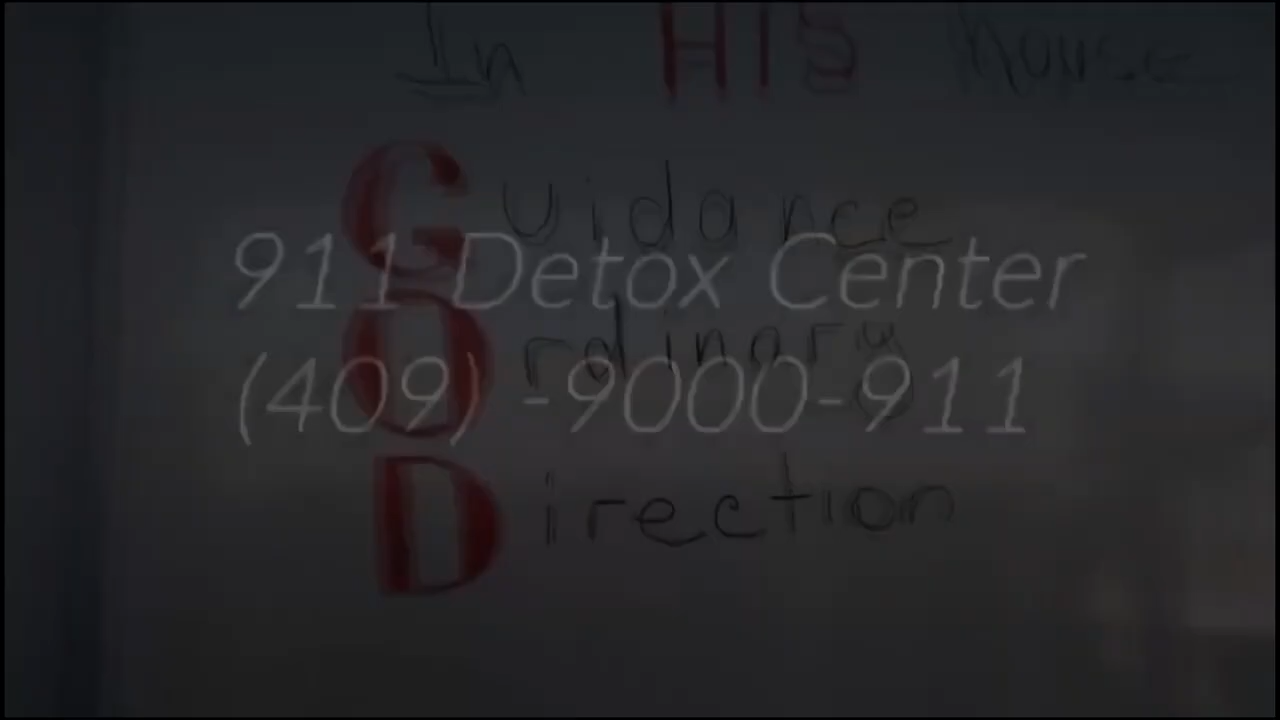 In HIS House
Guidance
911 Detox Center
Ordinary
(409) -9000-911
Direction